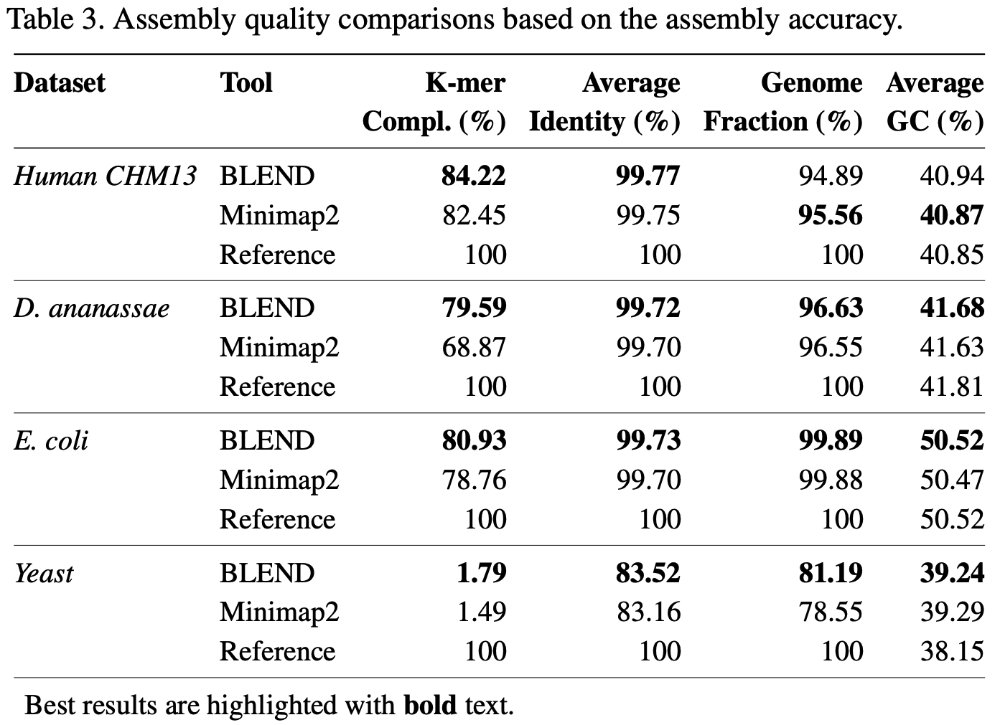 Table 3. Assembly quality comparisons based on the assembly accuracy.
Dataset Tool K-mer Average Genome Average
Compl. (%) Identity (%) Fraction (%) GC (%)
Human CHM13 BLEND 84.22 99.77 94.89 40.94
Minimap2 82.45 99.75 95.56 40.87
Reference 100 100 100 40.85
D. ananassae BLEND 79.59 99.72 96.63 41.68
Minimap2 68.87 99.70 96.55 41.63
Reference 100 100 100 41.81
E. coli BLEND 80.93 99.73 99.89 50.52
Minimap2 78.76 99.70 99.88 50.47
Reference 100 100 100 50.52
Yeast BLEND 1.79 83.52 81.19 39.24
Minimap2 1.49 83.16 78.55 39.29
Reference 100 100 100 38.15
Best results are highlighted with bold text.